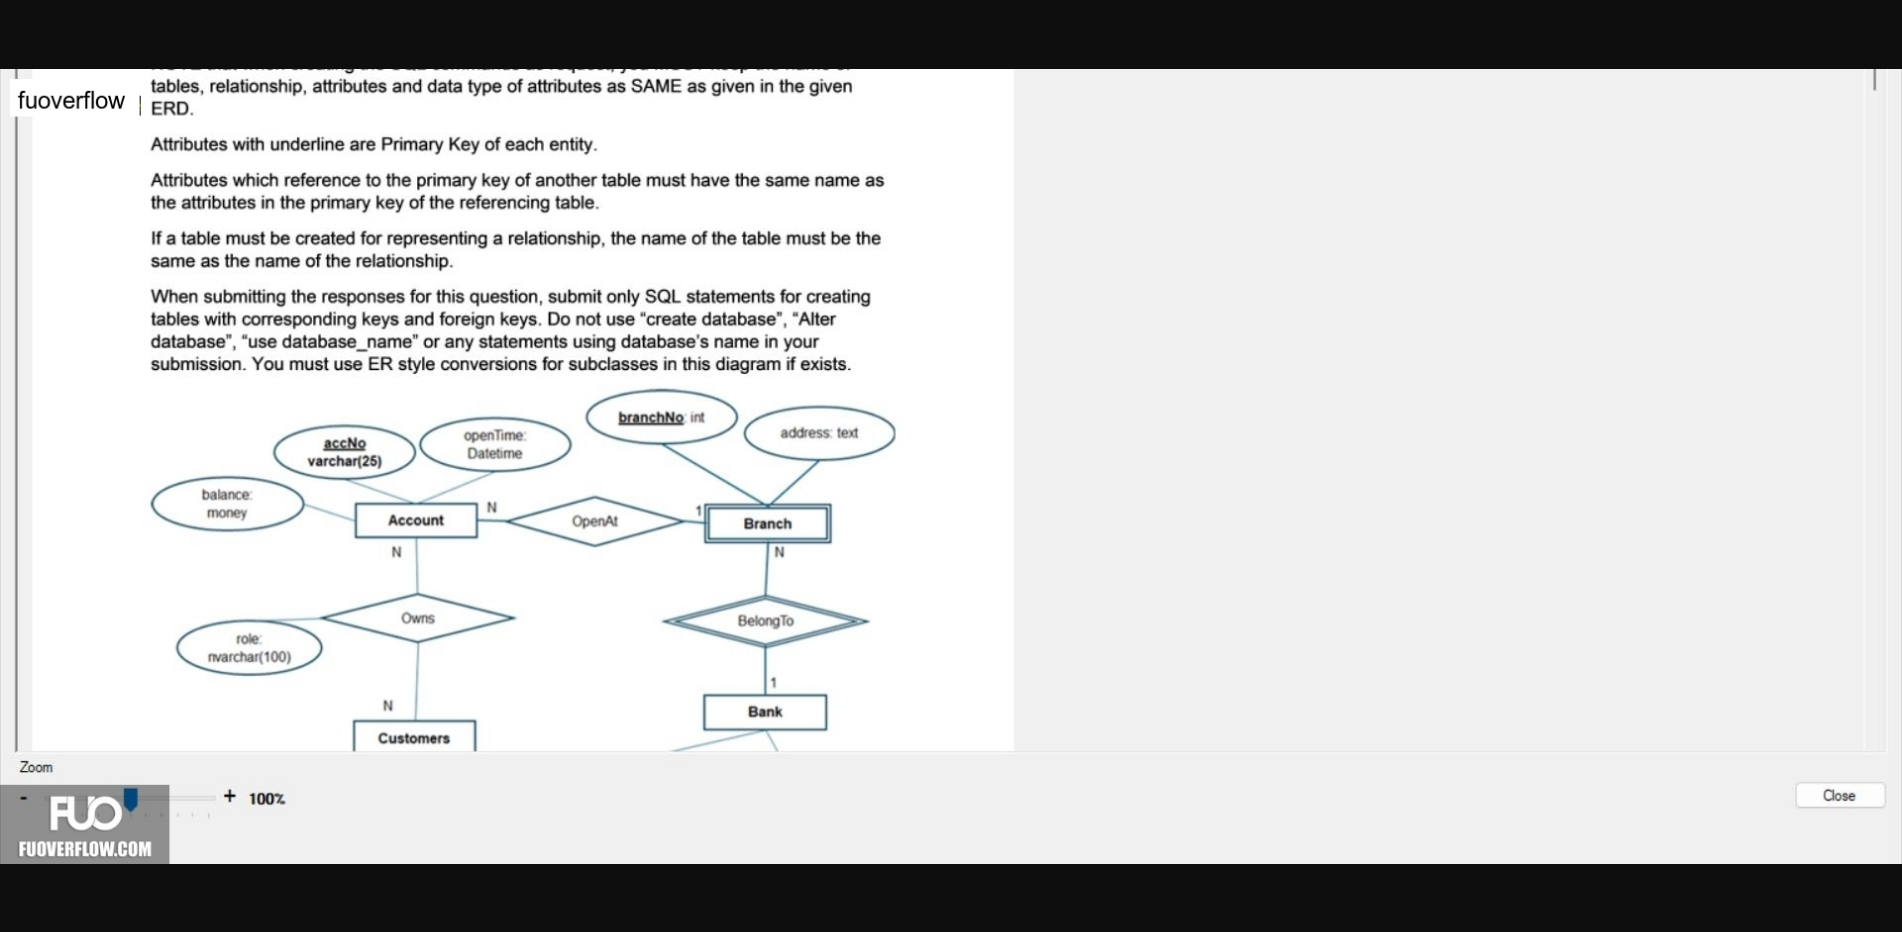 tables, relationship, attributes and data type of attributes as SAME as given in the given
fuoverflow
ERD.
Attributes with underline are Primary Key of each entity.
Attributes which reference to the primary key of another table must have the same name as
the attributes in the primary key of the referencing table.
If a table must be created for representing a relationship, the name of the table must be the
same as the name of the relationship.
When submitting the responses for this question, submit only SQL statements for creating
tables with corresponding keys and foreign keys. Do not use “create database”, “Alter
database”, “use database_name” or any statements using database's name in your
submission. You must use ER style conversions for subclasses in this diagram if exists.
branchNo: int
address: text
accNo
varchar(25)
openTime:
Datetime
balance:
money
Account
N
OpenAt
1
Branch
N
N
Owns
BelongTo
role:
nvarchar(100)
1
N
Bank
Customers
Zoom
- + 100%
Close
FUO
FUOVERFLOW.COM